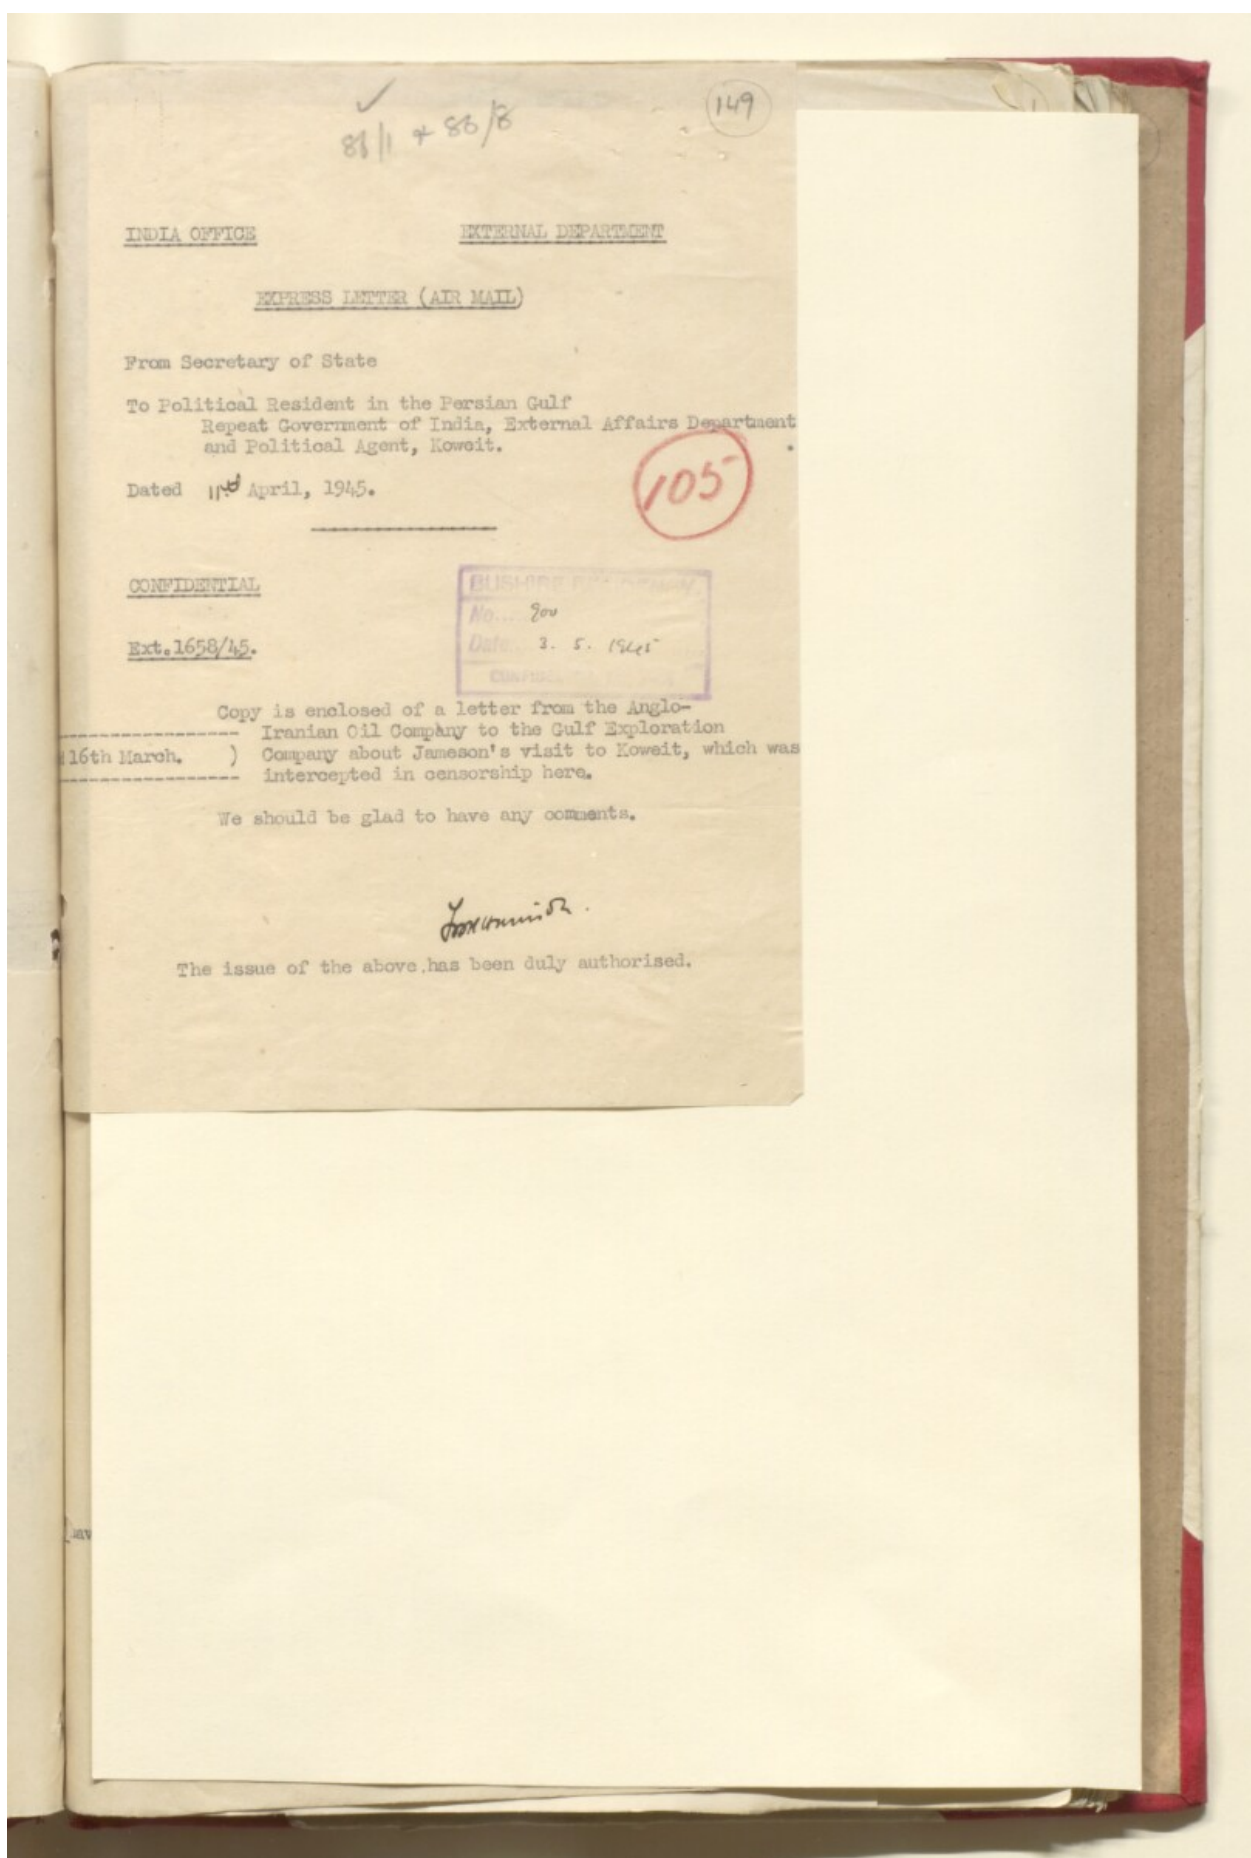 149
86/1 + 86/8
INDIA OFFICE EXTERNAL DEPARTMENT
EXPRESS LETTER (AIR MAIL)
From Secretary of State
To Political Resident in the Persian Gulf
Repeat Government of India, External Affairs Department
and Political Agent, Koweit.
105
Dated April, 1945.
CONFIDENTIAL
BUSHIRE RESIDENCY
No.... 900
Date... 3. 5. 1945
Ext.1658/45.
Copy is enclosed of a letter from the Anglo-
Iranian Oil Company to the Gulf Exploration
16th March. ) Company about Jameson's visit to Koweit, which was
intercepted in censorship here.
We should be glad to have any comments.
The issue of the above has been duly authorised.